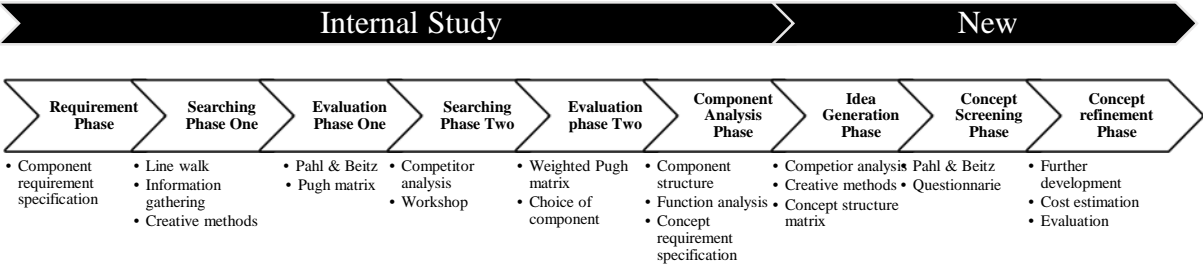 Internal Study
New
Requirement
Phase
Searching
Phase One
Evaluation
Phase One
Searching
Phase Two
Evaluation
phase Two
Component
Analysis
Phase
Idea
Generation
Phase
Concept
Screening
Phase
Concept
refinement
Phase
• Component
requirement
specification
• Line walk
• Information
gathering
• Creative methods
• Pahl & Beitz
• Pugh matrix
• Competitor
analysis
• Workshop
• Weighted Pugh
matrix
• Choice of
component
• Component
structure
• Function analysis
• Concept
requirement
specification
• Competior analysis
• Creative methods
• Concept structure
matrix
• Pahl & Beitz
• Questionnarie
• Further
development
• Cost estimation
• Evaluation